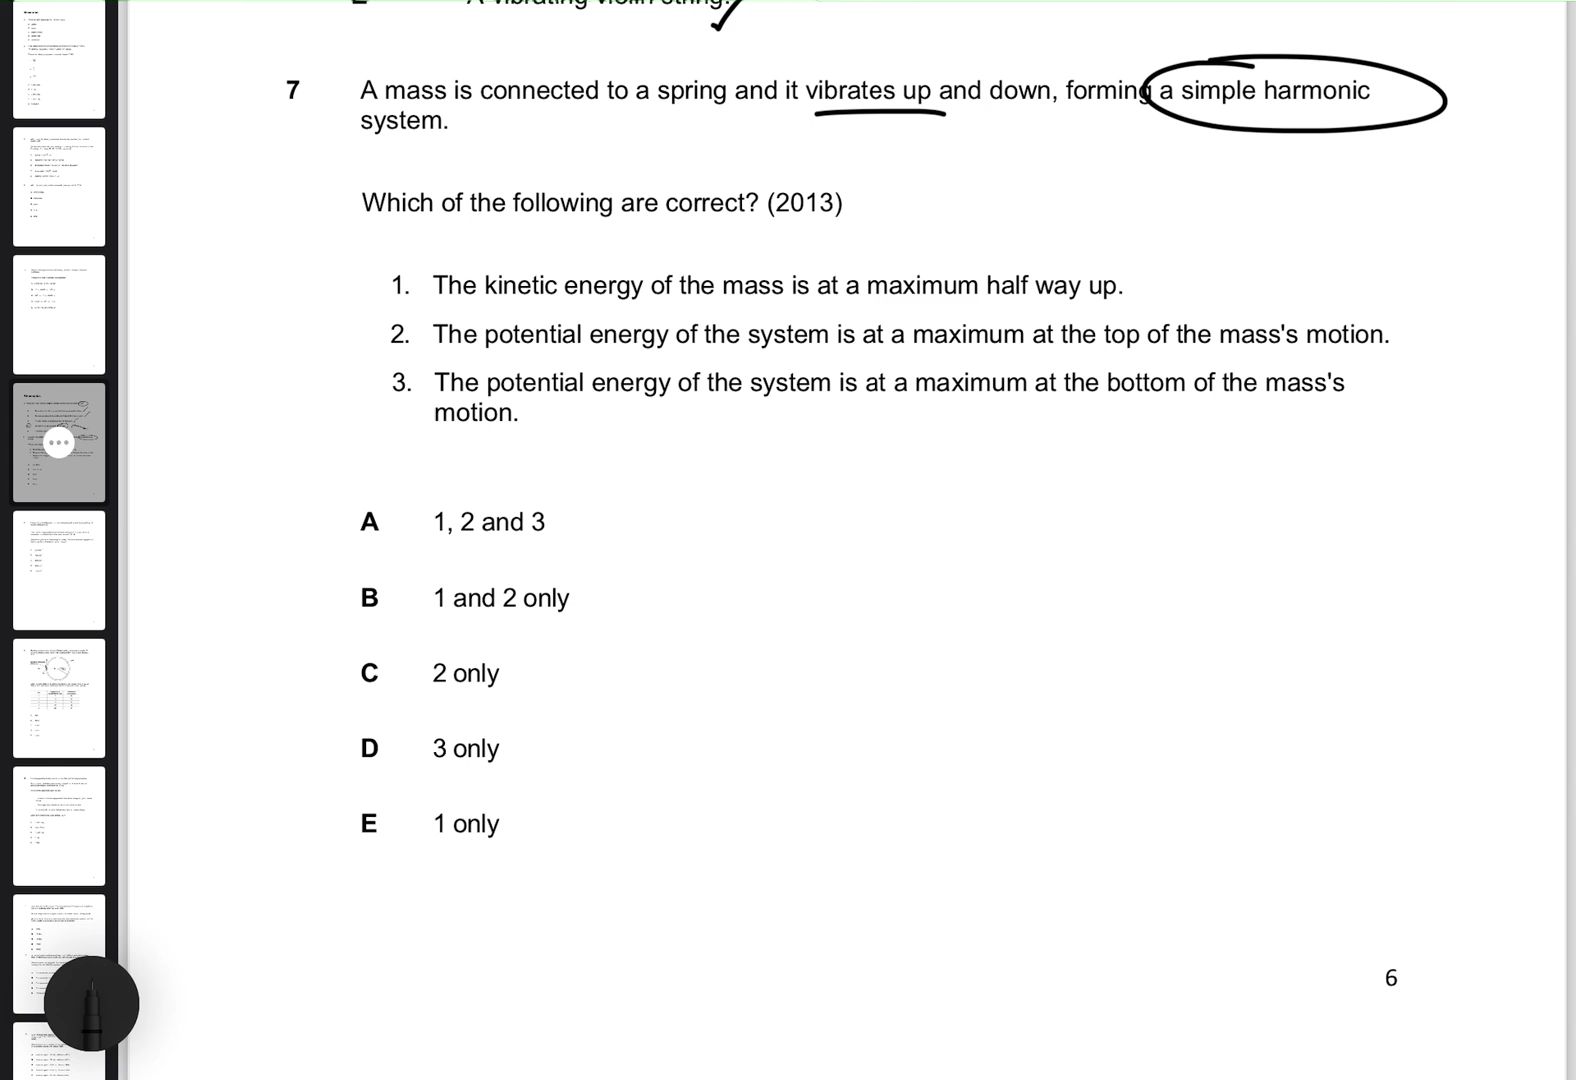 7 A mass is connected to a spring and it vibrates up and down, forming a simple harmonic
system.
Which of the following are correct? (2013)
1. The kinetic energy of the mass is at a maximum half way up.
2. The potential energy of the system is at a maximum at the top of the mass's motion.
3. The potential energy of the system is at a maximum at the bottom of the mass's
motion.
A 1, 2 and 3
B 1 and 2 only
C 2 only
D 3 only
E 1 only
6